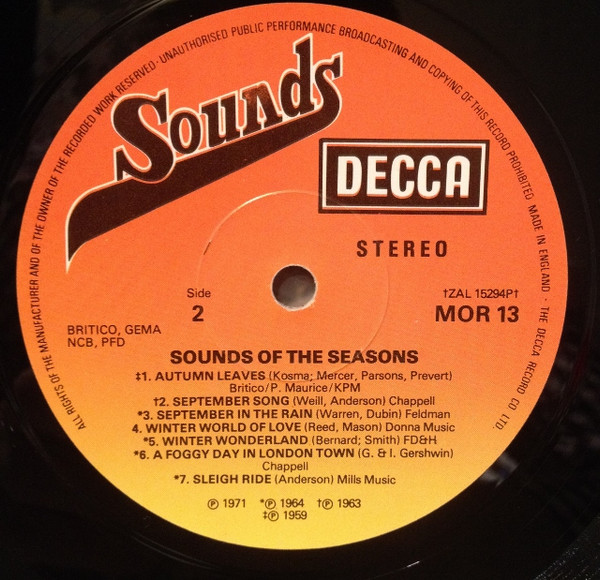 ALL RIGHTS OF THE MANUFACTURER AND OF THE OWNER OF THE RECORDED WORK RESERVED · UNAUTHORISED PUBLIC PERFORMANCE BROADCASTING AND COPYING OF THIS RECORD PROHIBITED. MADE IN ENGLAND · THE DECCA RECORD CO LTD.
Sounds
DECCA
STEREO
Side
2
†ZAL 15294P†
MOR 13
BRITICO, GEMA
NCB, PFD
SOUNDS OF THE SEASONS
‡1. AUTUMN LEAVES (Kosma; Mercer, Parsons, Prevert)
Britico/P. Maurice/KPM
†2. SEPTEMBER SONG (Weill, Anderson) Chappell
*3. SEPTEMBER IN THE RAIN (Warren, Dubin) Feldman
4. WINTER WORLD OF LOVE (Reed, Mason) Donna Music
*5. WINTER WONDERLAND (Bernard; Smith) FD&H
*6. A FOGGY DAY IN LONDON TOWN (G. & I. Gershwin)
Chappell
*7. SLEIGH RIDE (Anderson) Mills Music
℗ 1971 *℗ 1964 †℗ 1963
‡℗ 1959